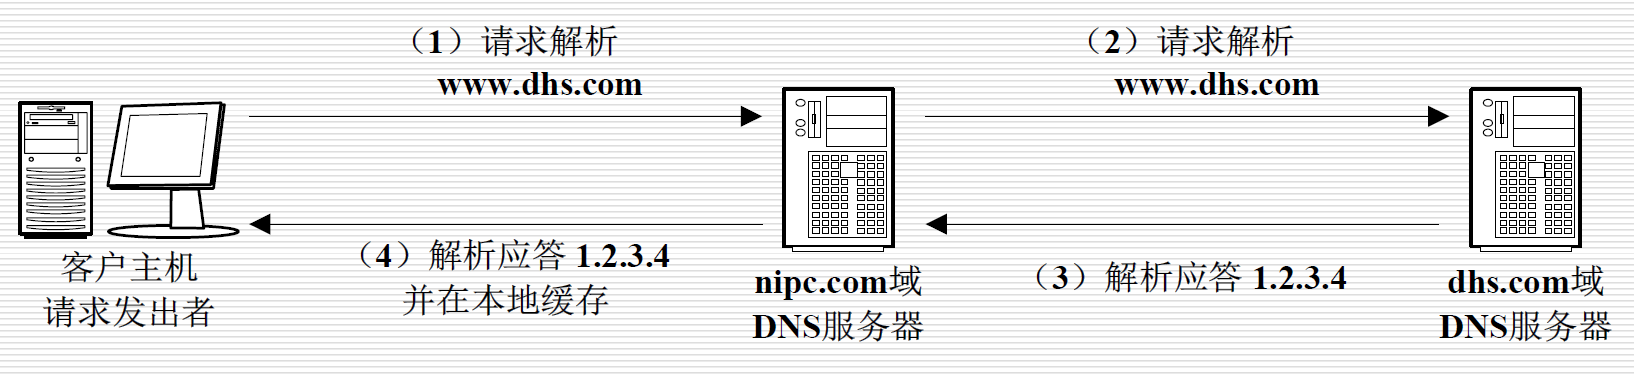 （1）请求解析
www.dhs.com
（2）请求解析
www.dhs.com
（4）解析应答 1.2.3.4
并在本地缓存
（3）解析应答 1.2.3.4
客户主机
请求发出者
nipc.com域
DNS服务器
dhs.com域
DNS服务器